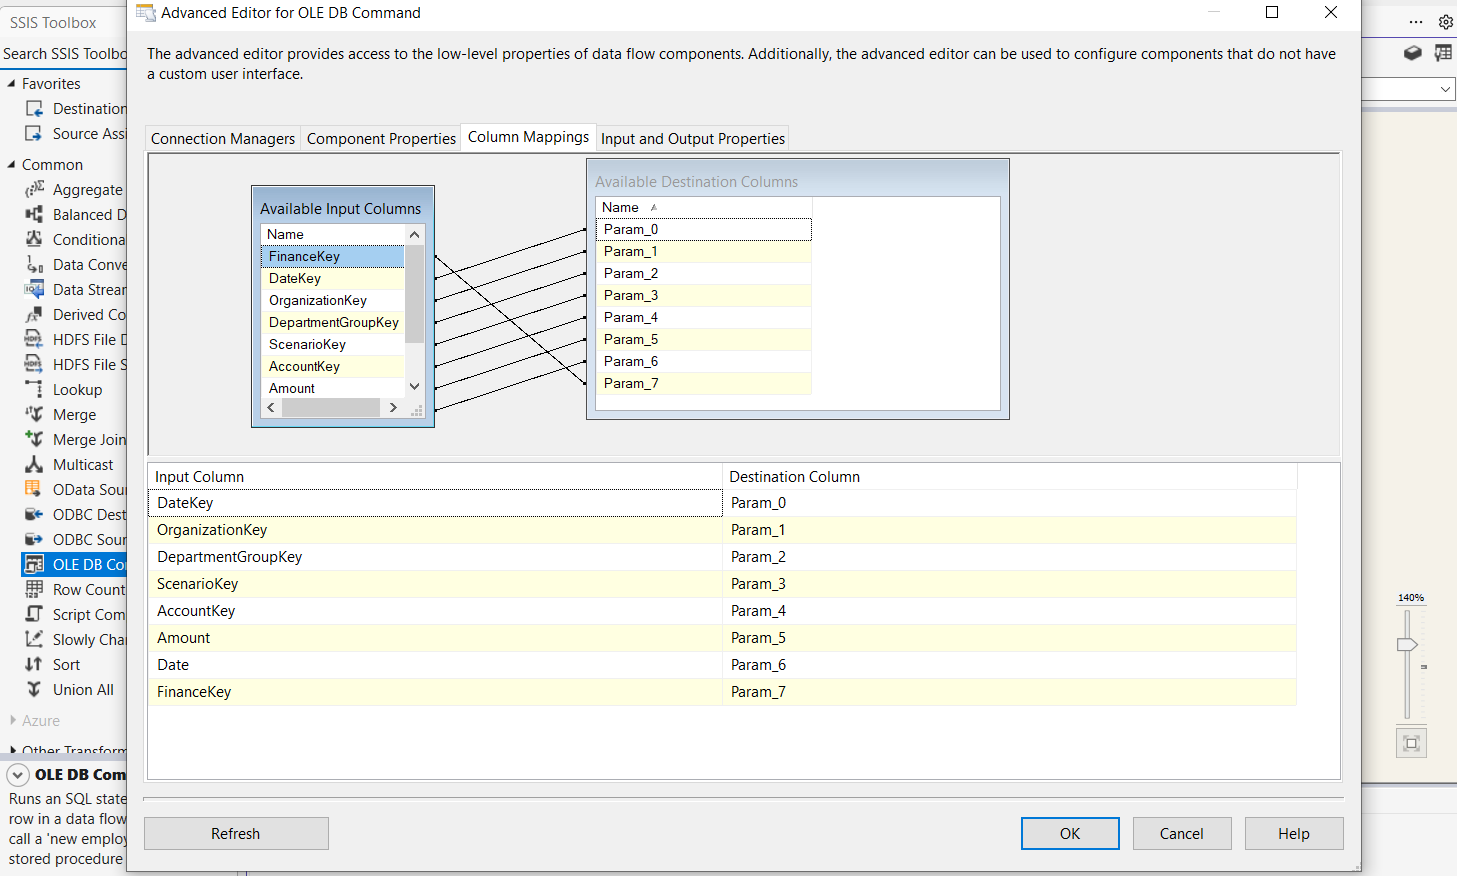 SSIS Toolbox
Search SSIS Toolbo
Favorites
Destination
Source Assi
Common
Aggregate
Balanced D
Conditiona
Data Conve
Data Strear
Derived Co
HDFS File D
HDFS File S
Lookup
Merge
Merge Join
Multicast
OData Sour
ODBC Dest
ODBC Sour
OLE DB Co
Row Count
Script Com
Slowly Cha
Sort
Union All
Azure
Other Transform
OLE DB Com
Runs an SQL state
row in a data flow
call a 'new employ
stored procedure
Advanced Editor for OLE DB Command
The advanced editor provides access to the low-level properties of data flow components. Additionally, the advanced editor can be used to configure components that do not have
a custom user interface.
Connection Managers
Component Properties
Column Mappings
Input and Output Properties
Available Input Columns
Name
FinanceKey
DateKey
OrganizationKey
DepartmentGroupKey
ScenarioKey
AccountKey
Amount
Available Destination Columns
Name
Param_0
Param_1
Param_2
Param_3
Param_4
Param_5
Param_6
Param_7
Input Column Destination Column
DateKey Param_0
OrganizationKey Param_1
DepartmentGroupKey Param_2
ScenarioKey Param_3
AccountKey Param_4
Amount Param_5
Date Param_6
FinanceKey Param_7
Refresh
OK
Cancel
Help
140%